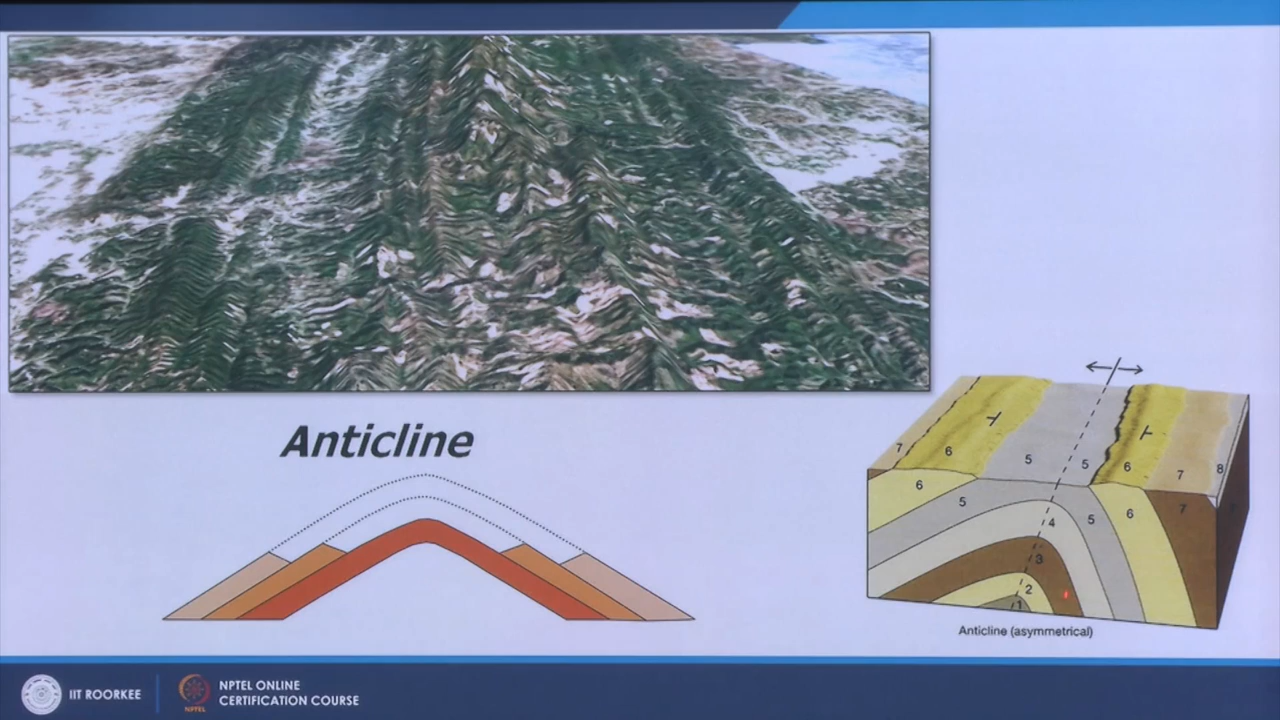 Anticline
7
6
5
5
6
7
8
6
5
4
5
6
7
3
2
1
Anticline (asymmetrical)
IIT ROORKEE
NPTEL
NPTEL ONLINE
CERTIFICATION COURSE